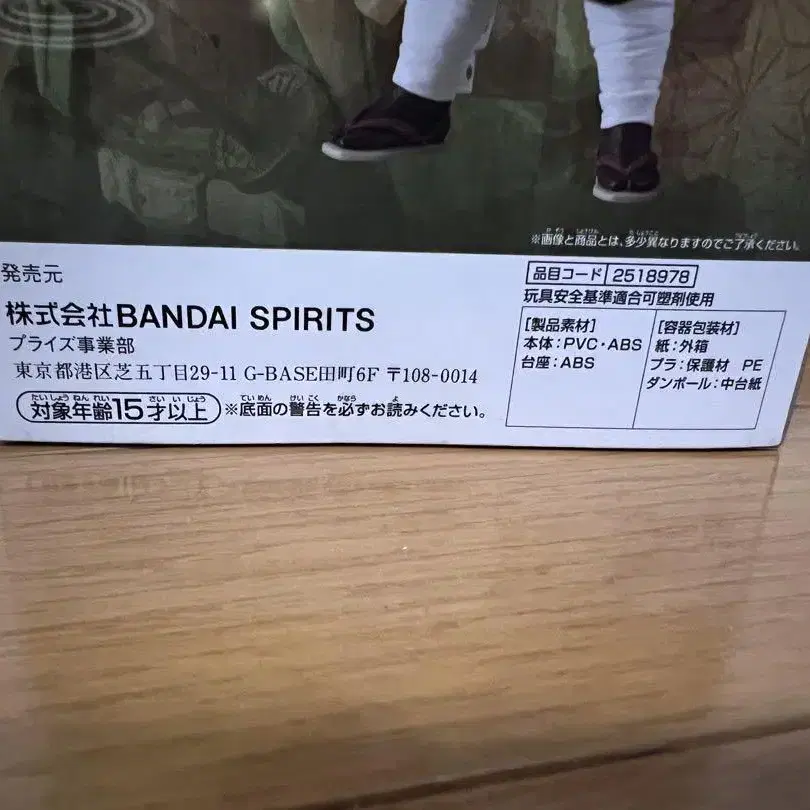 ※画像と商品とは、多少異なりますのでご了承ください。
発売元
株式会社BANDAI SPIRITS
プライズ事業部
東京都港区芝五丁目29-11 G-BASE田町6F 〒108-0014
対象年齢15才以上 ※底面の警告を必ずお読みください。
品目コード 2518978
玩具安全基準適合可塑剤使用
[製品素材]
本体：PVC・ABS
台座：ABS
[容器包装材]
紙：外箱
プラ：保護材 PE
ダンボール：中台紙